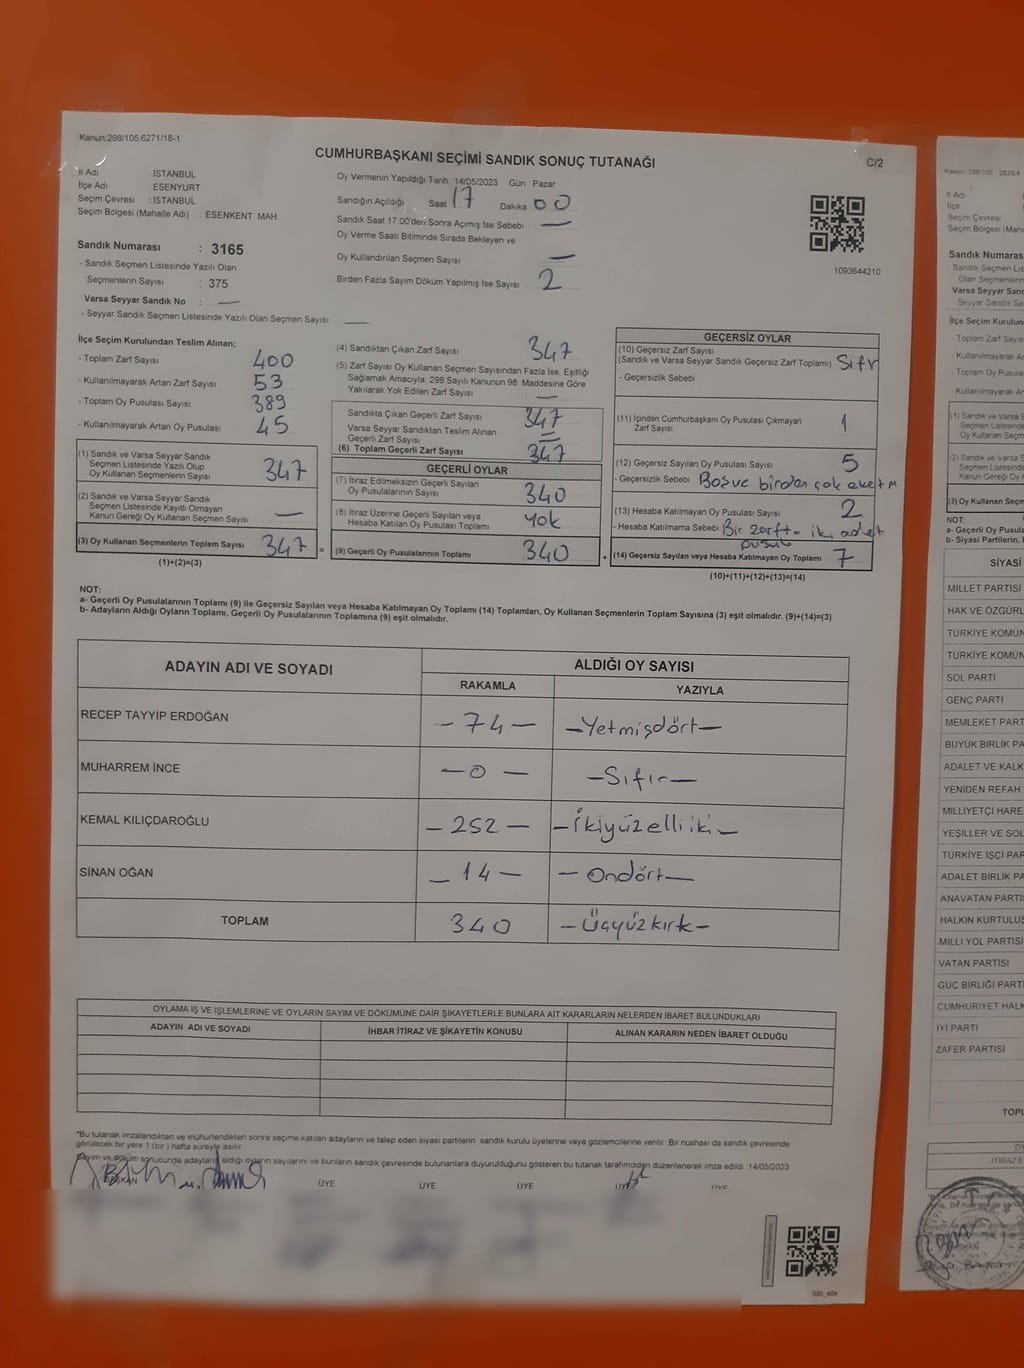 Kanun:298/105.6271/18-1
CUMHURBAŞKANI SEÇİMİ SANDIK SONUÇ TUTANAĞI
C/2
İl Adı İSTANBUL
İlçe Adı ESENYURT
Seçim Çevresi : İSTANBUL
Seçim Bölgesi (Mahalle Adı) : ESENKENT MAH
Sandık Numarası : 3165
- Sandık Seçmen Listesinde Yazılı Olan
Seçmenlerin Sayısı : 375
Varsa Seyyar Sandık No : —
- Seyyar Sandık Seçmen Listesinde Yazılı Olan Seçmen Sayısı —
Oy Vermenin Yapıldığı Tarih 14/05/2023 Gün Pazar
Sandığın Açıldığı Saat 17 Dakika 00
Sandık Saat 17:00'den Sonra Açımış İse Sebebi —
Oy Verme Saati Bitiminde Sırada Bekleyen ve
Oy Kullandırılan Seçmen Sayısı —
Birden Fazla Sayım Döküm Yapılmış İse Sayısı 2
1093644210
İlçe Seçim Kurulundan Teslim Alınan;
- Toplam Zarf Sayısı 400
- Kullanılmayarak Artan Zarf Sayısı 53
- Toplam Oy Pusulası Sayısı 389
- Kullanılmayarak Artan Oy Pusulası 45
(1) Sandık ve Varsa Seyyar Sandık
Seçmen Listesinde Yazılı Olup
Oy Kullanan Seçmenlerin Sayısı 347
(2) Sandık ve Varsa Seyyar Sandık
Seçmen Listesinde Kayıtlı Olmayan
Kanun Gereği Oy Kullanan Seçmen Sayısı —
(3) Oy Kullanan Seçmenlerin Toplam Sayısı 347 =
(1)+(2)=(3)
(4) Sandıktan Çıkan Zarf Sayısı 347
(5) Zarf Sayısı Oy Kullanan Seçmen Sayısından Fazla İse, Eşitliği
Sağlamak Amacıyla, 298 Sayılı Kanunun 98. Maddesine Göre
Yakılarak Yok Edilen Zarf Sayısı —
Sandıkta Çıkan Geçerli Zarf Sayısı 347
Varsa Seyyar Sandıktan Teslim Alınan
Geçerli Zarf Sayısı —
(6) Toplam Geçerli Zarf Sayısı 347
GEÇERLİ OYLAR
(7) İtiraz Edilmeksizin Geçerli Sayılan
Oy Pusulalarının Sayısı 340
(8) İtiraz Üzerine Geçerli Sayılan veya
Hesaba Katılan Oy Pusulası Toplamı yok
(9) Geçerli Oy Pusulalarının Toplamı 340 +
GEÇERSİZ OYLAR
(10) Geçersiz Zarf Sayısı
(Sandık ve Varsa Seyyar Sandık Geçersiz Zarf Toplamı) Sıfr
- Geçersizlik Sebebi
(11) İçinden Cumhurbaşkanı Oy Pusulası Çıkmayan
Zarf Sayısı 1
(12) Geçersiz Sayılan Oy Pusulası Sayısı 5
- Geçersizlik Sebebi Boşve birden çok evet m
(13) Hesaba Katılmayan Oy Pusulası Sayısı 2
- Hesaba Katılmama Sebebi Bir zarfta iki adet
pusula
(14) Geçersiz Sayılan veya Hesaba Katılmayan Oy Toplamı 7
(10)+(11)+(12)+(13)=(14)
NOT:
a- Geçerli Oy Pusulalarının Toplamı (9) ile Geçersiz Sayılan veya Hesaba Katılmayan Oy Toplamı (14) Toplamları, Oy Kullanan Seçmenlerin Toplam Sayısına (3) eşit olmalıdır. (9)+(14)=(3)
b- Adayların Aldığı Oyların Toplamı, Geçerli Oy Pusulalarının Toplamına (9) eşit olmalıdır.
ADAYIN ADI VE SOYADI ALDIĞI OY SAYISI
RAKAMLA YAZIYLA
RECEP TAYYİP ERDOĞAN — 74 — — Yetmişdört —
MUHARREM İNCE — 0 — — Sıfır —
KEMAL KILIÇDAROĞLU — 252 — — İkiyüzelliiki —
SİNAN OĞAN — 14 — — Ondört —
TOPLAM 340 — Üçyüzkırk —
OYLAMA İŞ VE İŞLEMLERİNE VE OYLARIN SAYIM VE DÖKÜMÜNE DAİR ŞİKAYETLERLE BUNLARA AİT KARARLARIN NELERDEN İBARET BULUNDUKLARI
ADAYIN ADI VE SOYADI İHBAR İTİRAZ VE ŞİKAYETİN KONUSU ALINAN KARARIN NEDEN İBARET OLDUĞU
*Bu tutanak imzalandıktan ve mühürlendikten sonra seçime katılan adayların ve talep eden siyasi partilerin sandık kurulu üyelerine veya gözlemcilerine verilir. Bir nüshası da sandık çevresinde
görülecek bir yere 1 (bir) hafta süreyle asılır.
Sayım ve döküm sonucunda adayların aldığı oyların sayılarını ve bunların sandık çevresinde bulunanlara duyurulduğunu gösteren bu tutanak tarafımızdan düzenlenerek imza edildi. 14/05/2023
BAŞKAN ÜYE ÜYE ÜYE ÜYE ÜYE
Kanun: 298/105
İl Adı
İlçe
Seçim Çevresi
Seçim Bölgesi (Maha
Sandık Numarası
- Sandık Seçmen Lis
Olan Seçmenlerin
Varsa Seyyar Sand
- Seyyar Sandık Se
İlçe Seçim Kurulun
- Toplam Zarf Sayıs
- Kullanılmayarak Artan
- Toplam Oy Pusulas
- Kullanılmayarak Artan
(1) Sandık ve Varsa S
Seçmen Listesinde
Oy Kullanan Seçme
(2) Sandık ve Varsa S
Seçmen Listesinde
Kanun Gereği Oy K
(3) Oy Kullanan Seçmen
NOT:
a- Geçerli Oy Pusula
b- Siyasi Partilerin,
SİYASİ
MİLLET PARTİSİ
HAK VE ÖZGÜRL
TÜRKİYE KOMÜN
TÜRKİYE KOMÜN
SOL PARTİ
GENÇ PARTİ
MEMLEKET PART
BÜYÜK BİRLİK PA
ADALET VE KALK
YENİDEN REFAH
MİLLİYETÇİ HARE
YEŞİLLER VE SOL
TÜRKİYE İŞÇİ PAR
ADALET BİRLİK PA
ANAVATAN PARTİS
HALKIN KURTULUŞ
MİLLİ YOL PARTİSİ
VATAN PARTİSİ
GÜÇ BİRLİĞİ PARTİ
CUMHURİYET HALK
İYİ PARTİ
ZAFER PARTİSİ
TOPL
İTİRAZ E